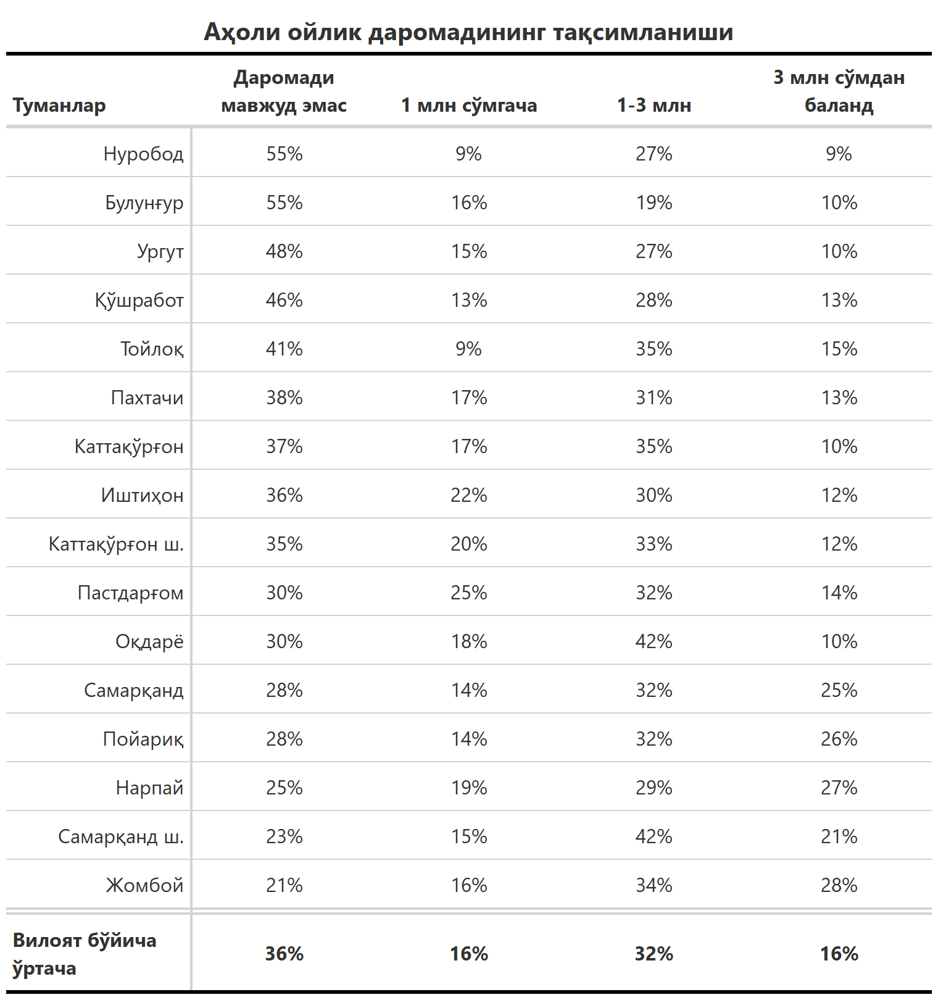 Аҳоли ойлик даромадининг тақсимланиши
Туманлар Даромади мавжуд эмас 1 млн сўмгача 1-3 млн 3 млн сўмдан баланд
Нуробод 55% 9% 27% 9%
Булунғур 55% 16% 19% 10%
Ургут 48% 15% 27% 10%
Қўшработ 46% 13% 28% 13%
Тойлоқ 41% 9% 35% 15%
Пахтачи 38% 17% 31% 13%
Каттақўрғон 37% 17% 35% 10%
Иштиҳон 36% 22% 30% 12%
Каттақўрғон ш. 35% 20% 33% 12%
Пастдарғом 30% 25% 32% 14%
Оқдарё 30% 18% 42% 10%
Самарқанд 28% 14% 32% 25%
Пойариқ 28% 14% 32% 26%
Нарпай 25% 19% 29% 27%
Самарқанд ш. 23% 15% 42% 21%
Жомбой 21% 16% 34% 28%
Вилоят бўйича ўртача 36% 16% 32% 16%